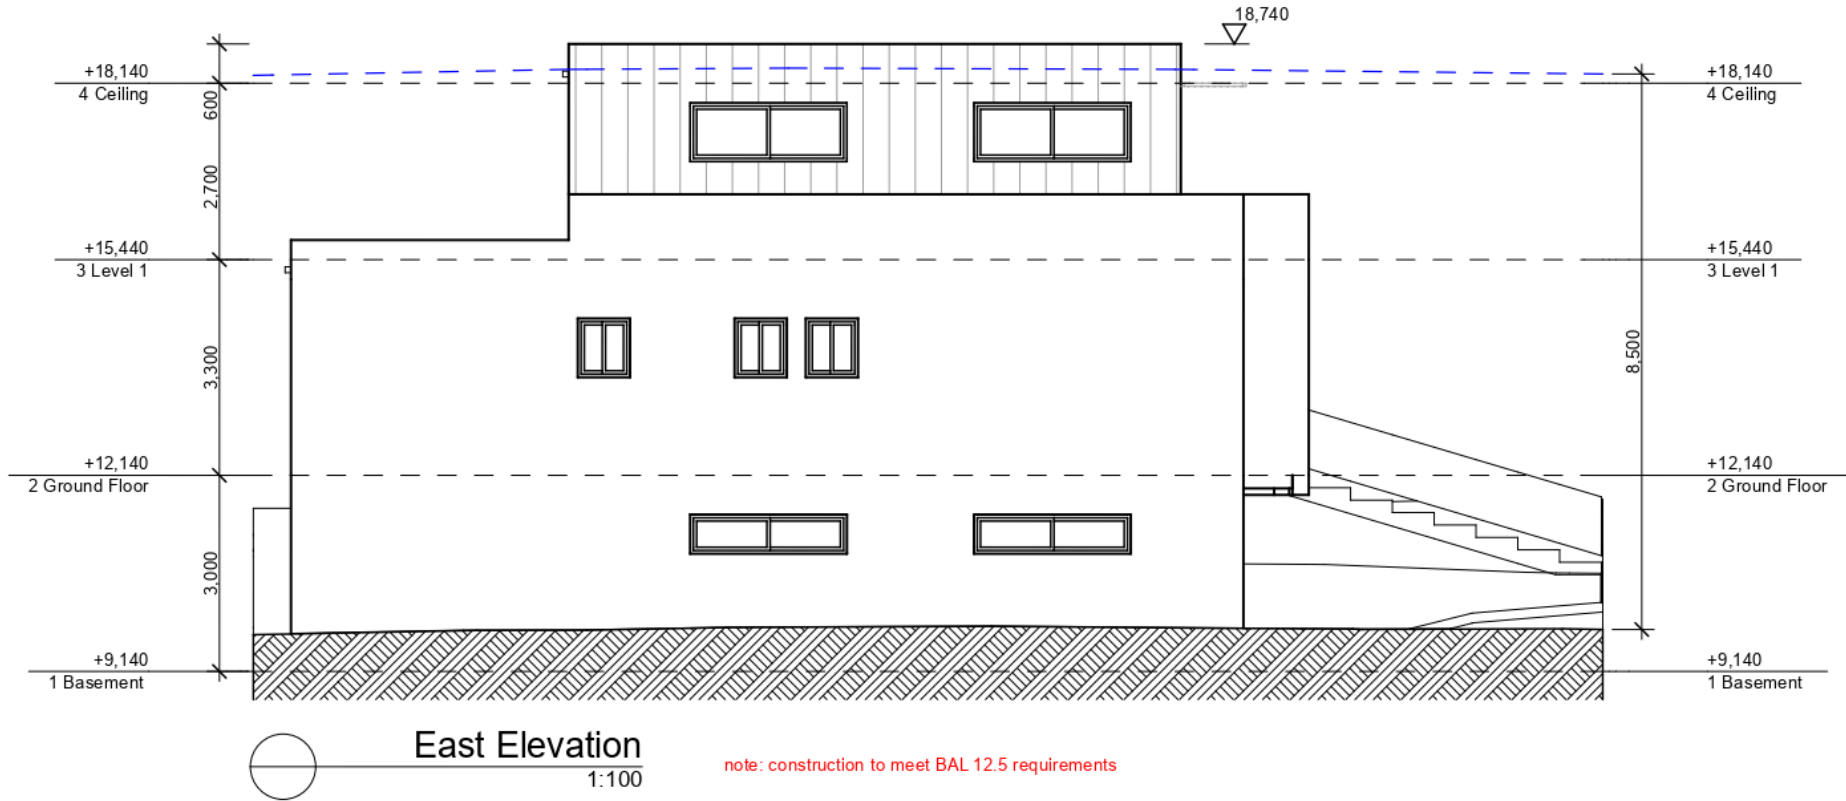 18,740
+18,140
4 Ceiling
+18,140
4 Ceiling
600
2,700
+15,440
3 Level 1
+15,440
3 Level 1
3,300
8,500
+12,140
2 Ground Floor
+12,140
2 Ground Floor
3,000
+9,140
1 Basement
+9,140
1 Basement
East Elevation
1:100
note: construction to meet BAL 12.5 requirements